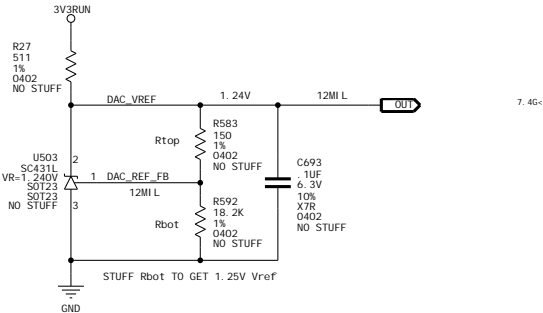 3V3RUN
R27
511
1%
0402
NO STUFF
DAC_VREF
1.24V
12MIL
OUT
7.4G<
R583
150
1%
0402
NO STUFF
Rtop
U503
SC431L
VR=1.240V
SOT23
SOT23
NO STUFF
2
1
3
DAC_REF_FB
12MIL
C693
.1UF
6.3V
10%
X7R
0402
NO STUFF
R592
18.2K
1%
0402
NO STUFF
Rbot
STUFF Rbot TO GET 1.25V Vref
GND